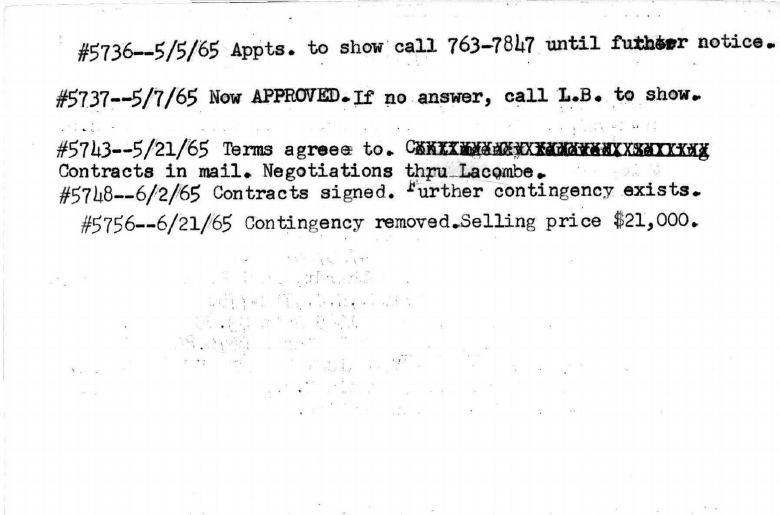 #5736--5/5/65 Appts. to show call 763-7847 until futher notice.
#5737--5/7/65 Now APPROVED.If no answer, call L.B. to show.
#5743--5/21/65 Terms agreee to.
Contracts in mail. Negotiations thru Lacombe.
#5748--6/2/65 Contracts signed. Further contingency exists.
#5756--6/21/65 Contingency removed.Selling price $21,000.